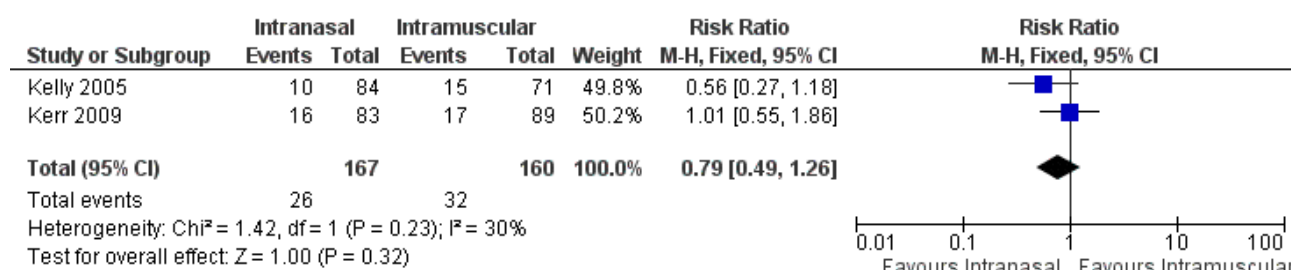 Intranasal Intramuscular Risk Ratio Risk Ratio
Study or Subgroup Events Total Events Total Weight M-H, Fixed, 95% CI M-H, Fixed, 95% CI
Kelly 2005 10 84 15 71 49.8% 0.56 [0.27, 1.18]
Kerr 2009 16 83 17 89 50.2% 1.01 [0.55, 1.86]
Total (95% CI) 167 160 100.0% 0.79 [0.49, 1.26]
Total events 26 32
Heterogeneity: Chi² = 1.42, df = 1 (P = 0.23); I² = 30%
Test for overall effect: Z = 1.00 (P = 0.32)
0.01 0.1 1 10 100
Favours Intranasal Favours Intramuscular